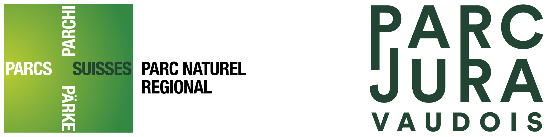 PARCHI
PARCS SUISSES
PÄRKE
PARC NATUREL
REGIONAL
PARC
JURA
VAUDOIS